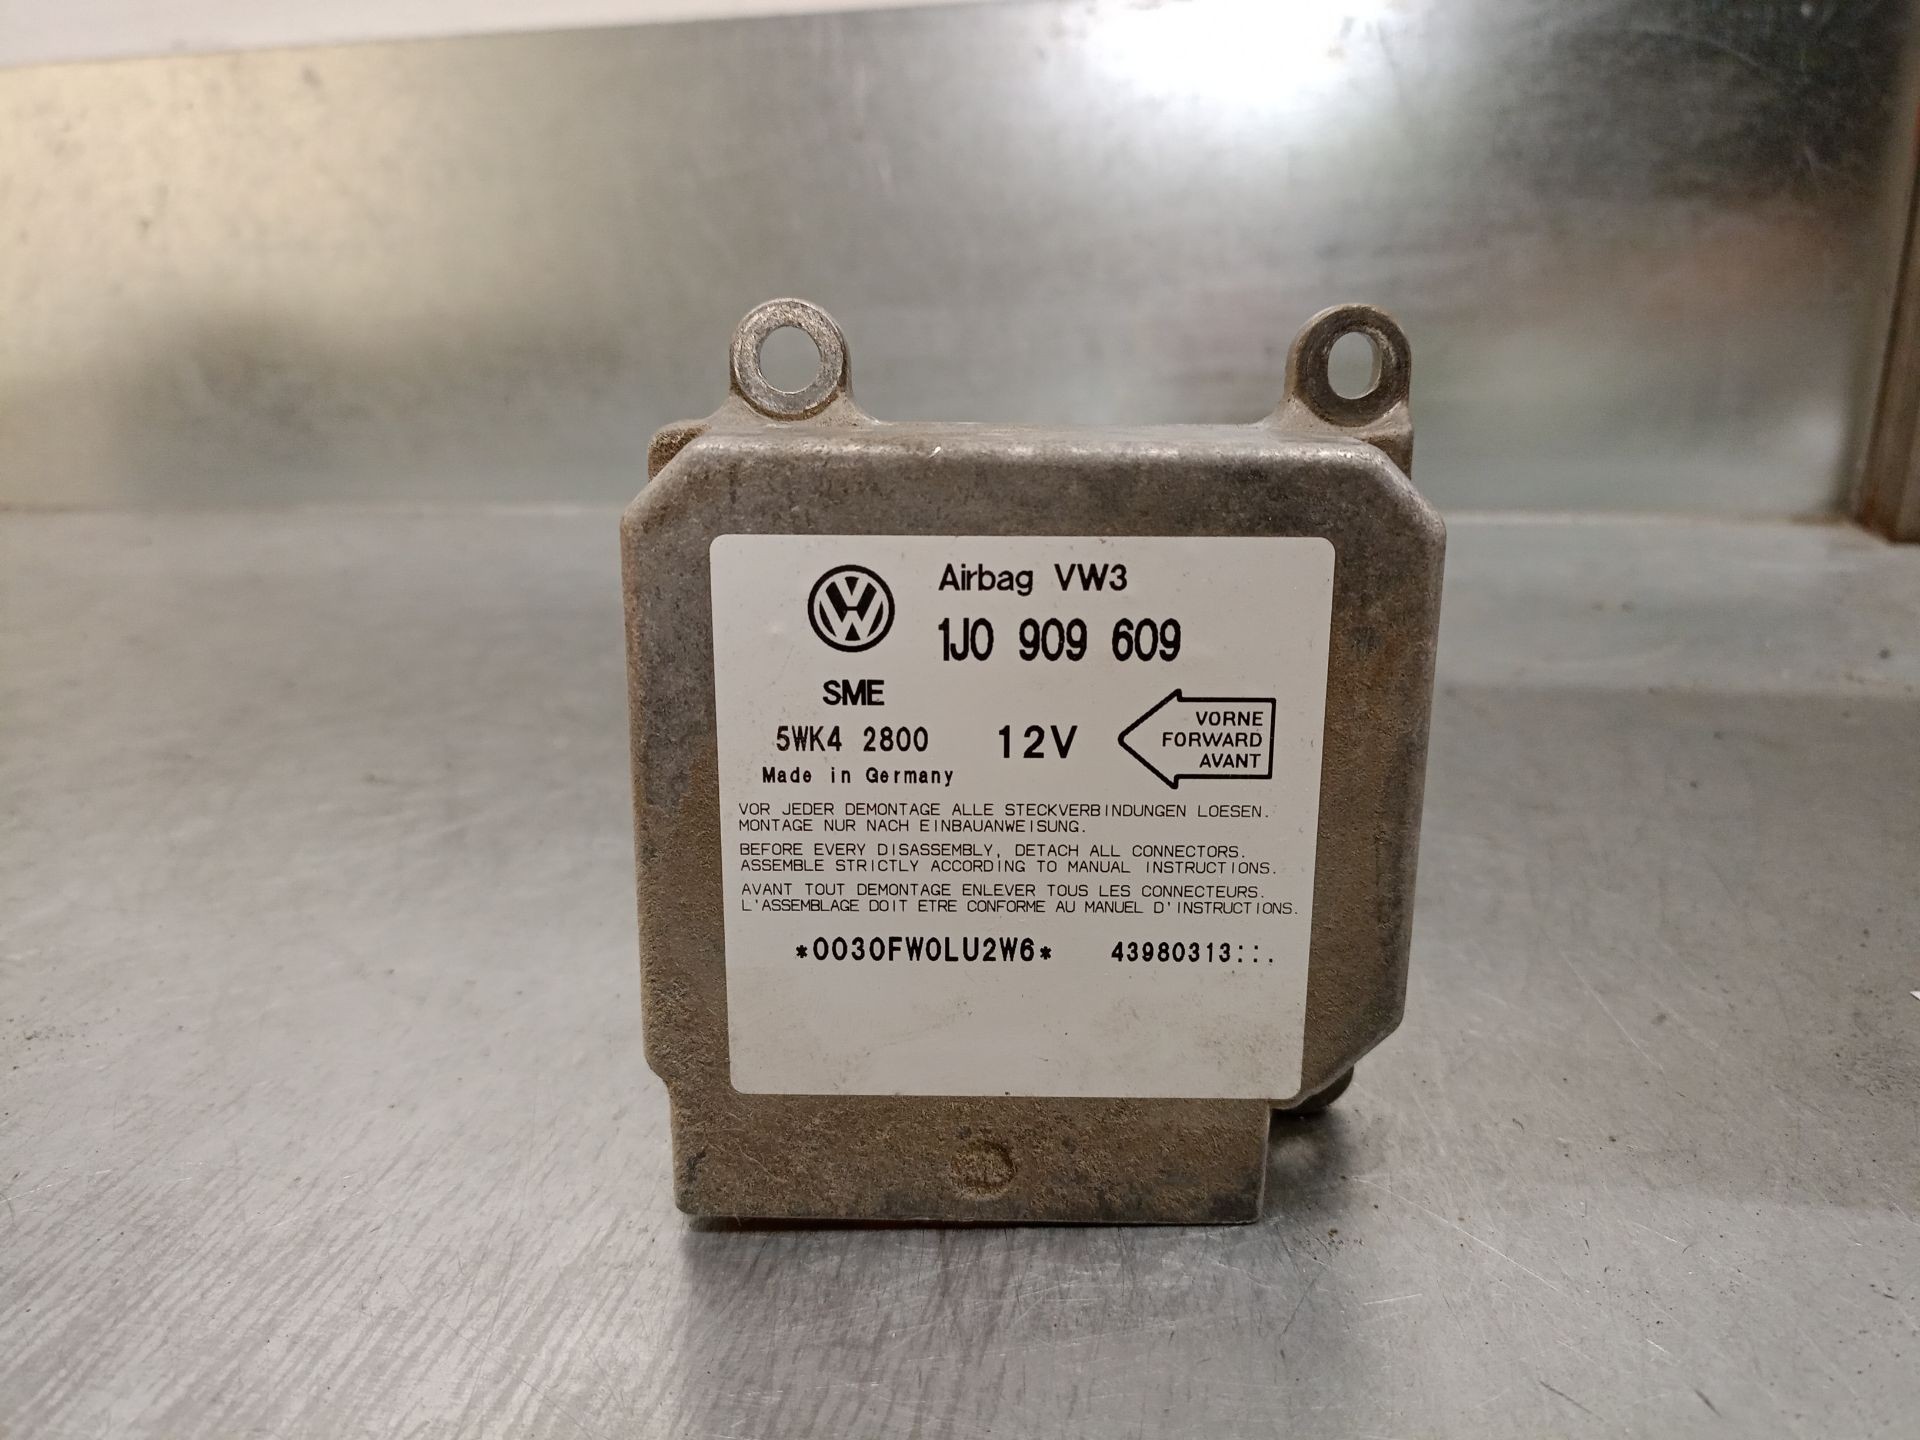 Airbag VW3
1J0 909 609
SME
5WK4 2800
Made in Germany
12V
VORNE
FORWARD
AVANT
VOR JEDER DEMONTAGE ALLE STECKVERBINDUNGEN LOESEN.
MONTAGE NUR NACH EINBAUANWEISUNG.
BEFORE EVERY DISASSEMBLY, DETACH ALL CONNECTORS.
ASSEMBLE STRICTLY ACCORDING TO MANUAL INSTRUCTIONS.
AVANT TOUT DEMONTAGE ENLEVER TOUS LES CONNECTEURS.
L'ASSEMBLAGE DOIT ETRE CONFORME AU MANUEL D'INSTRUCTIONS.
*0030FW0LU2W6* 43980313::.